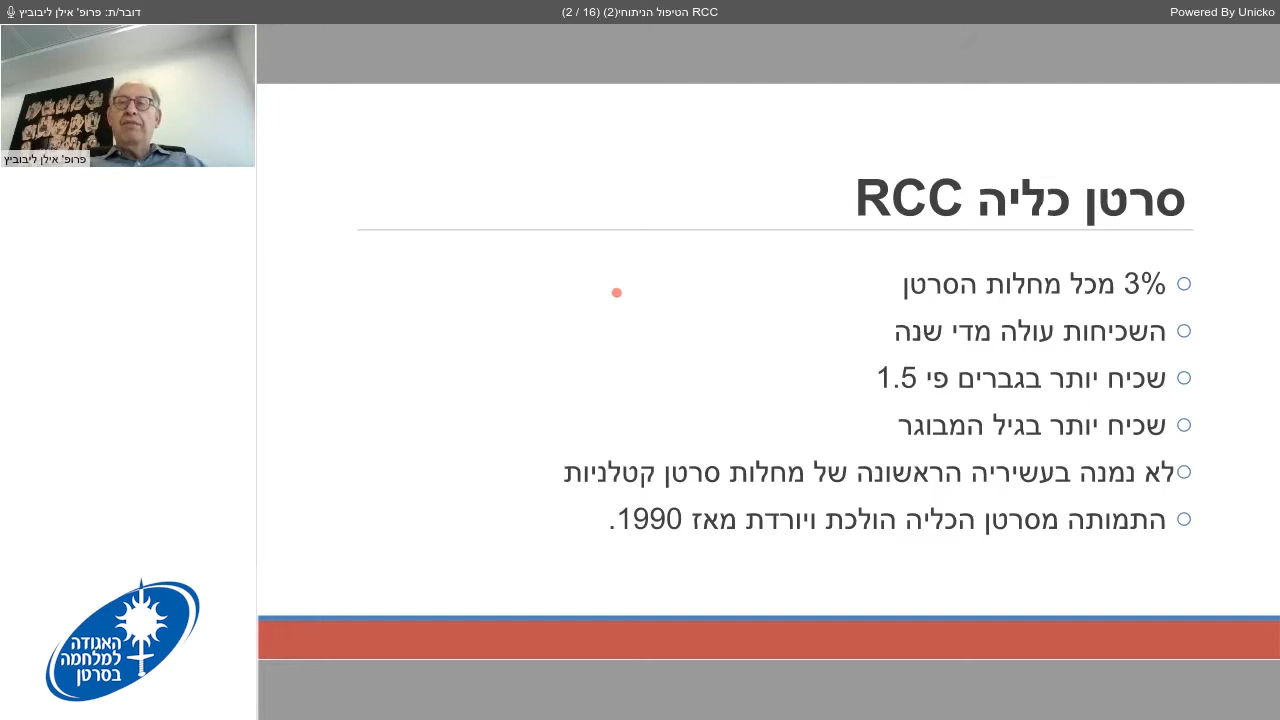 דובר/ת: פרופ' אילן ליבוביץ
RCC הטיפול הניתוחי(2) (16 / 2)
Powered By Unicko
פרופ' אילן ליבוביץ
סרטן כליה RCC
3% מכל מחלות הסרטן
השכיחות עולה מדי שנה
שכיח יותר בגברים פי 1.5
שכיח יותר בגיל המבוגר
לא נמנה בעשיריה הראשונה של מחלות סרטן קטלניות
התמותה מסרטן הכליה הולכת ויורדת מאז 1990.
האגודה
למלחמה
בסרטן